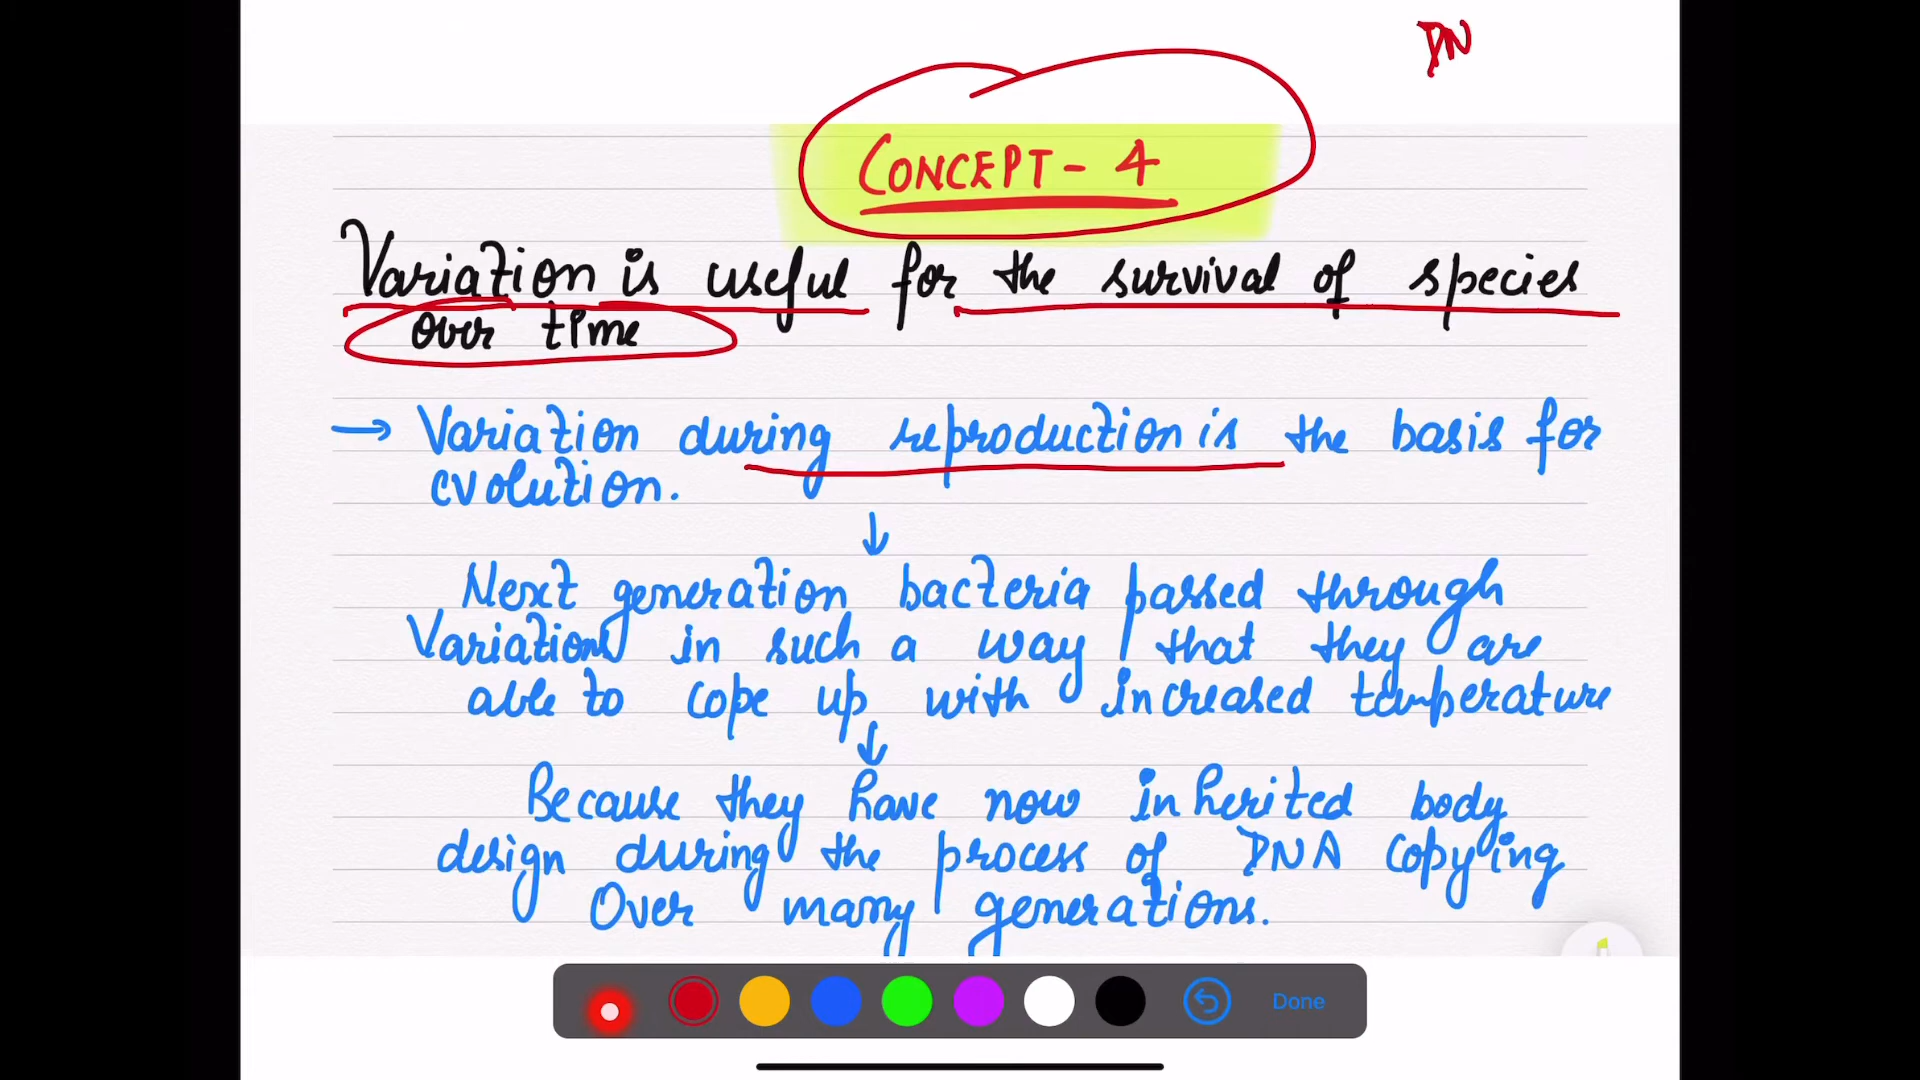 DN
CONCEPT - 4
Variation is useful for the survival of species
over time
→ Variation during reproduction is the basis for
evolution.
↓
Next generation bacteria passed through
Variations in such a way that they are
able to cope up with increased temperature
↓
Because they have now inherited body
design during the process of DNA copying
Over many generations.
Done